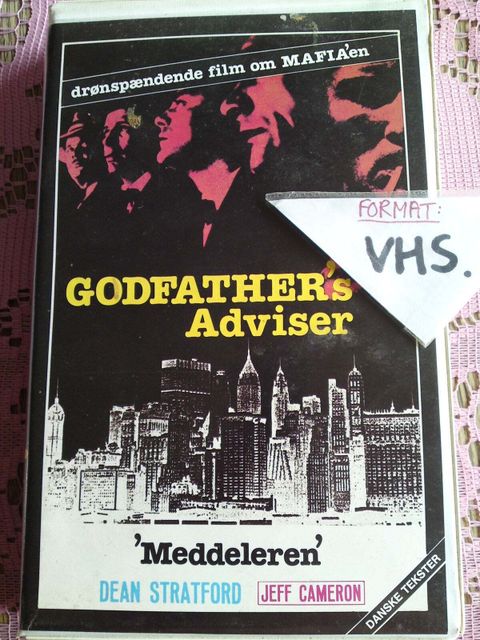 drønspændende film om MAFIA'en
FORMAT:
VHS.
GODFATHER's
Adviser
'Meddeleren'
DEAN STRATFORD JEFF CAMERON
DANSKE TEKSTER